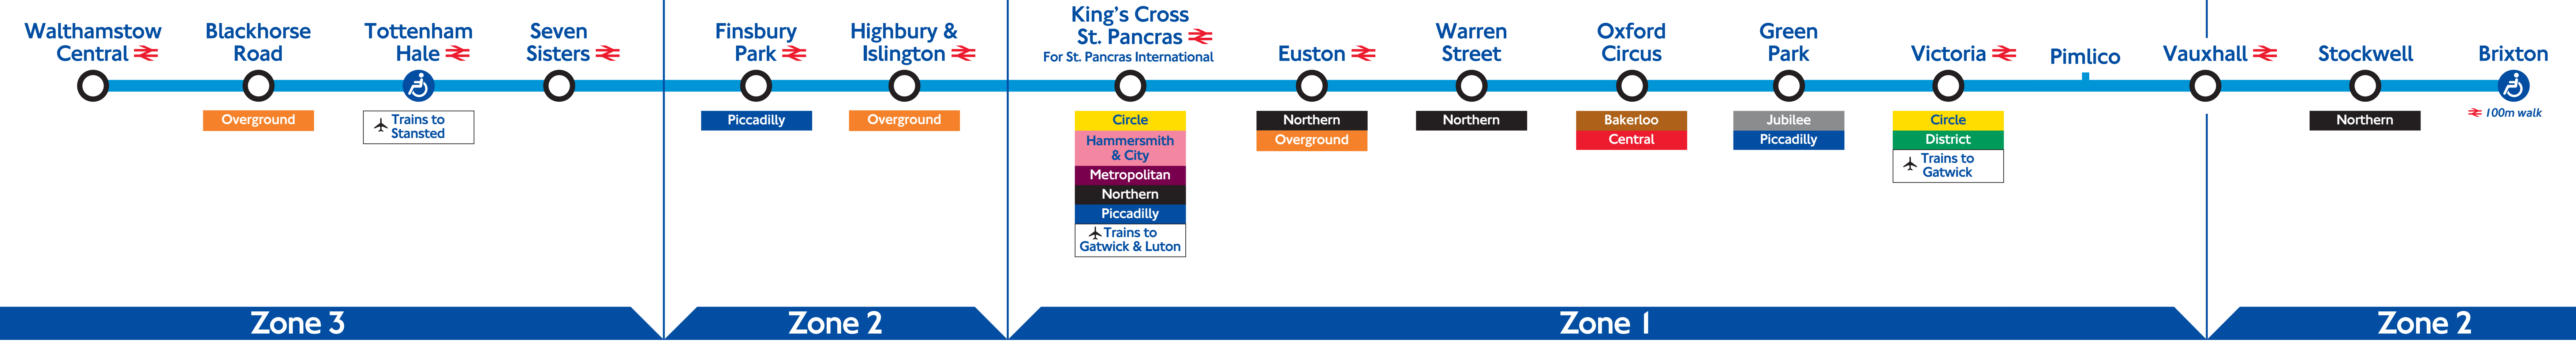 Walthamstow
Central
Blackhorse
Road
Overground
Tottenham
Hale
Trains to
Stansted
Seven
Sisters
Finsbury
Park
Piccadilly
Highbury &
Islington
Overground
King's Cross
St. Pancras
For St. Pancras International
Circle
Hammersmith
& City
Metropolitan
Northern
Piccadilly
Trains to
Gatwick & Luton
Euston
Northern
Overground
Warren
Street
Northern
Oxford
Circus
Bakerloo
Central
Green
Park
Jubilee
Piccadilly
Victoria
Circle
District
Trains to
Gatwick
Pimlico
Vauxhall
Stockwell
Northern
Brixton
100m walk
Zone 3
Zone 2
Zone 1
Zone 2